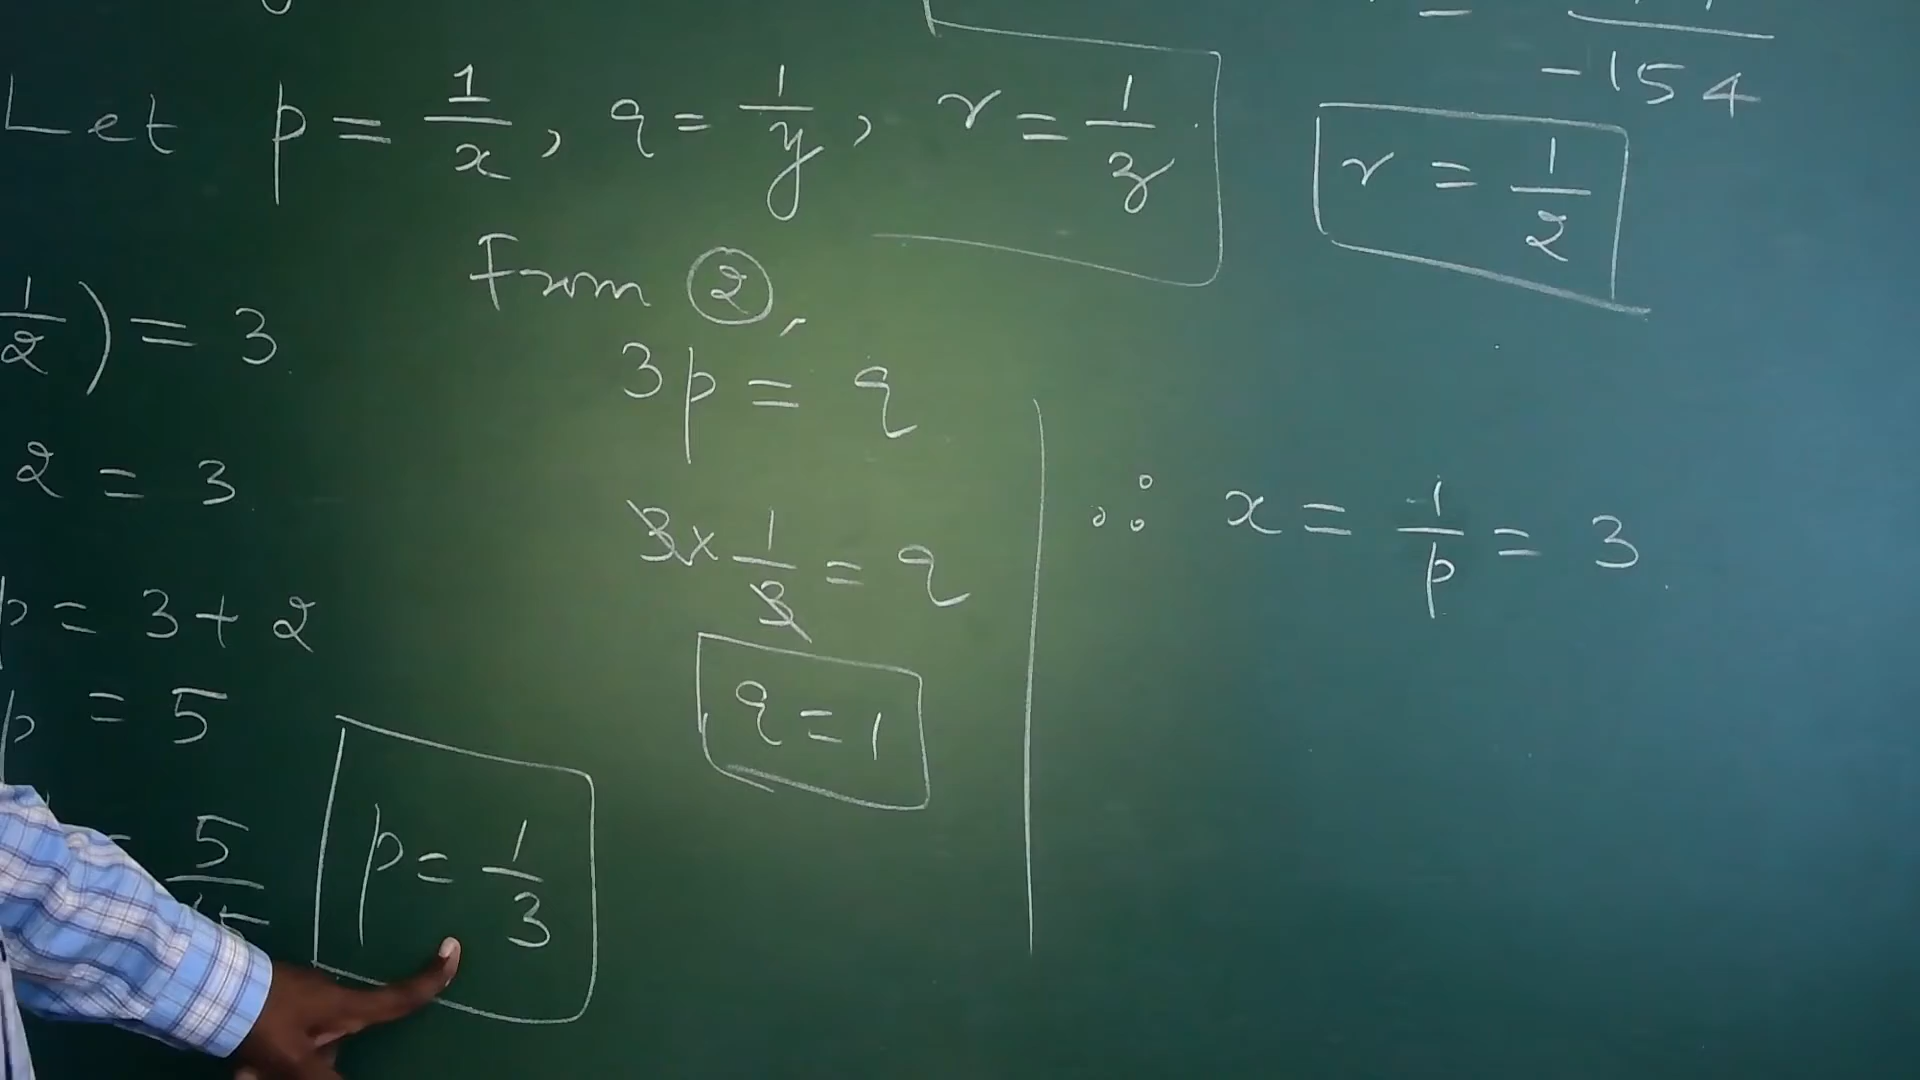 -154
Let p = 1/x, q = 1/y, r = 1/z
r = 1/2
From ②,
1/2) = 3
3p = q
2 = 3
3 × 1/3 = q
p = 3 + 2
q = 1
p = 5
= 5/15
p = 1/3
∴ x = 1/p = 3